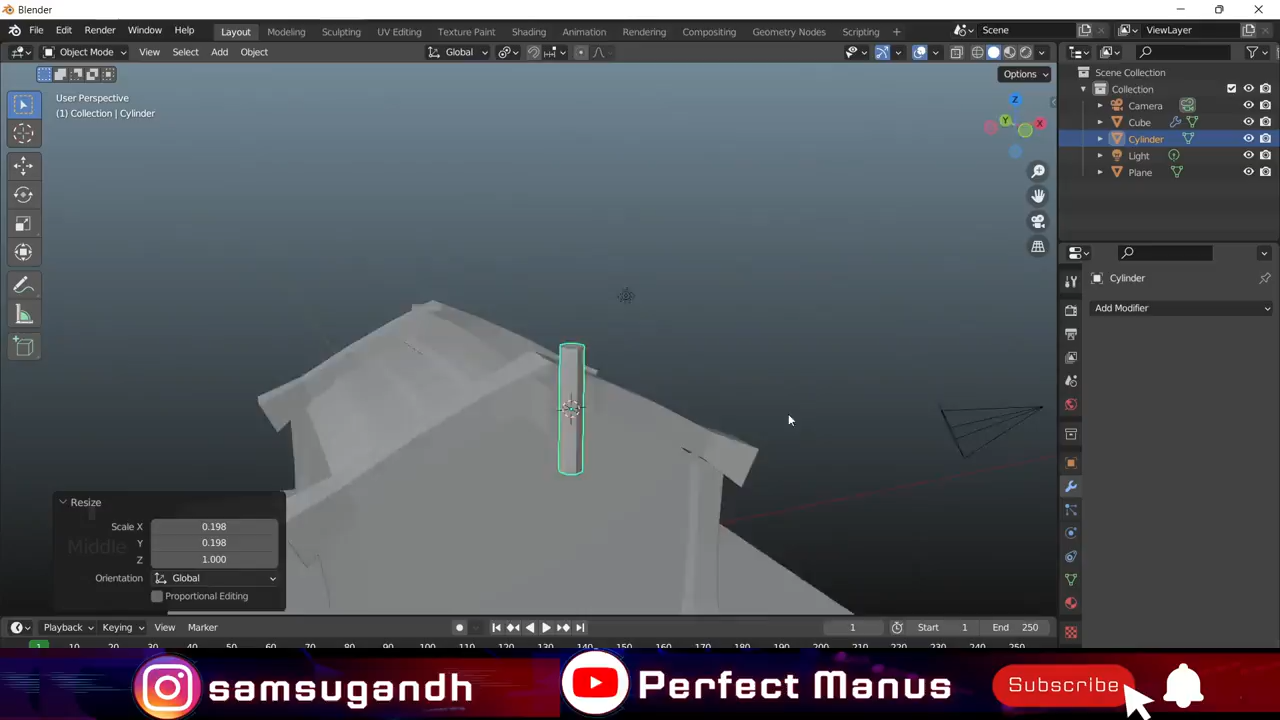 Blender
File Edit Render Window Help
Layout Modeling Sculpting UV Editing Texture Paint Shading Animation Rendering Compositing Geometry Nodes Scripting +
Scene
ViewLayer
Object Mode View Select Add Object
Global
Options
User Perspective
(1) Collection | Cylinder
Z
Y
X
Scene Collection
Collection
Camera
Cube
Cylinder
Light
Plane
Cylinder
Add Modifier
Resize
Scale X 0.198
Y 0.198
Z 1.000
Orientation Global
Proportional Editing
Middle
Playback Keying View Marker
1
Start 1
End 250
1
samsugandh
Perfect Manus
Subscribe